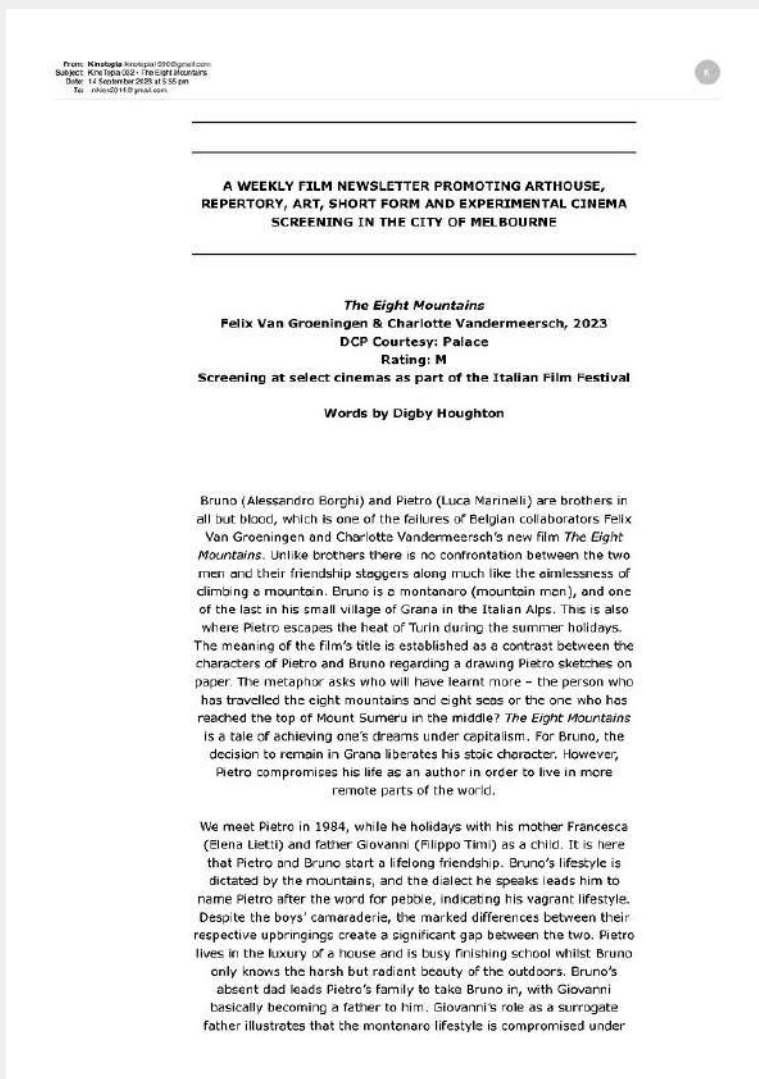 From: Kinotopia
Subject: KinoTopia 082 • The Eight Mountains
Date: 14 September 2023 at 5:55 pm
To:
K
A WEEKLY FILM NEWSLETTER PROMOTING ARTHOUSE,
REPERTORY, ART, SHORT FORM AND EXPERIMENTAL CINEMA
SCREENING IN THE CITY OF MELBOURNE
The Eight Mountains
Felix Van Groeningen & Charlotte Vandermeersch, 2023
DCP Courtesy: Palace
Rating: M
Screening at select cinemas as part of the Italian Film Festival
Words by Digby Houghton
Bruno (Alessandro Borghi) and Pietro (Luca Marinelli) are brothers in
all but blood, which is one of the failures of Belgian collaborators Felix
Van Groeningen and Charlotte Vandermeersch's new film The Eight
Mountains. Unlike brothers there is no confrontation between the two
men and their friendship staggers along much like the aimlessness of
climbing a mountain. Bruno is a montanaro (mountain man), and one
of the last in his small village of Grana in the Italian Alps. This is also
where Pietro escapes the heat of Turin during the summer holidays.
The meaning of the film's title is established as a contrast between the
characters of Pietro and Bruno regarding a drawing Pietro sketches on
paper. The metaphor asks who will have learnt more – the person who
has travelled the eight mountains and eight seas or the one who has
reached the top of Mount Sumeru in the middle? The Eight Mountains
is a tale of achieving one's dreams under capitalism. For Bruno, the
decision to remain in Grana liberates his stoic character. However,
Pietro compromises his life as an author in order to live in more
remote parts of the world.
We meet Pietro in 1984, while he holidays with his mother Francesca
(Elena Lietti) and father Giovanni (Filippo Timi) as a child. It is here
that Pietro and Bruno start a lifelong friendship. Bruno's lifestyle is
dictated by the mountains, and the dialect he speaks leads him to
name Pietro after the word for pebble, indicating his vagrant lifestyle.
Despite the boys' camaraderie, the marked differences between their
respective upbringings create a significant gap between the two. Pietro
lives in the luxury of a house and is busy finishing school whilst Bruno
only knows the harsh but radiant beauty of the outdoors. Bruno's
absent dad leads Pietro's family to take Bruno in, with Giovanni
basically becoming a father to him. Giovanni's role as a surrogate
father illustrates that the montanaro lifestyle is compromised under